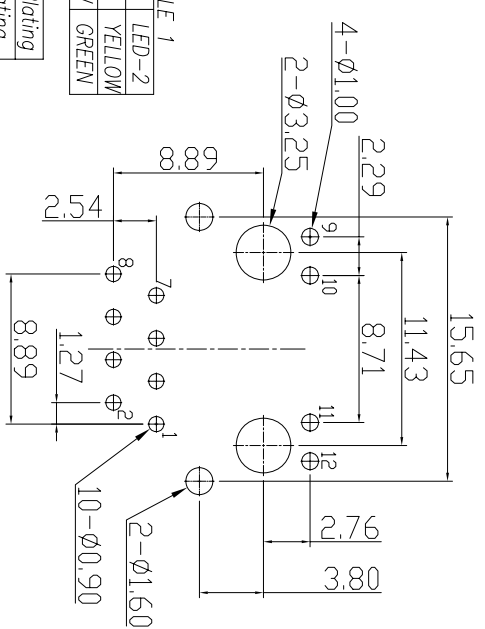 LE 1
LED-2
YELLOW
GREEN
lating
ting
4-Ø1.00
2-Ø3.25
2.29
8.89
2.54
15.65
11.43
8.71
9
10
11
12
8
7
2
1
8.89
1.27
2.76
3.80
10-Ø0.90
2-Ø1.60